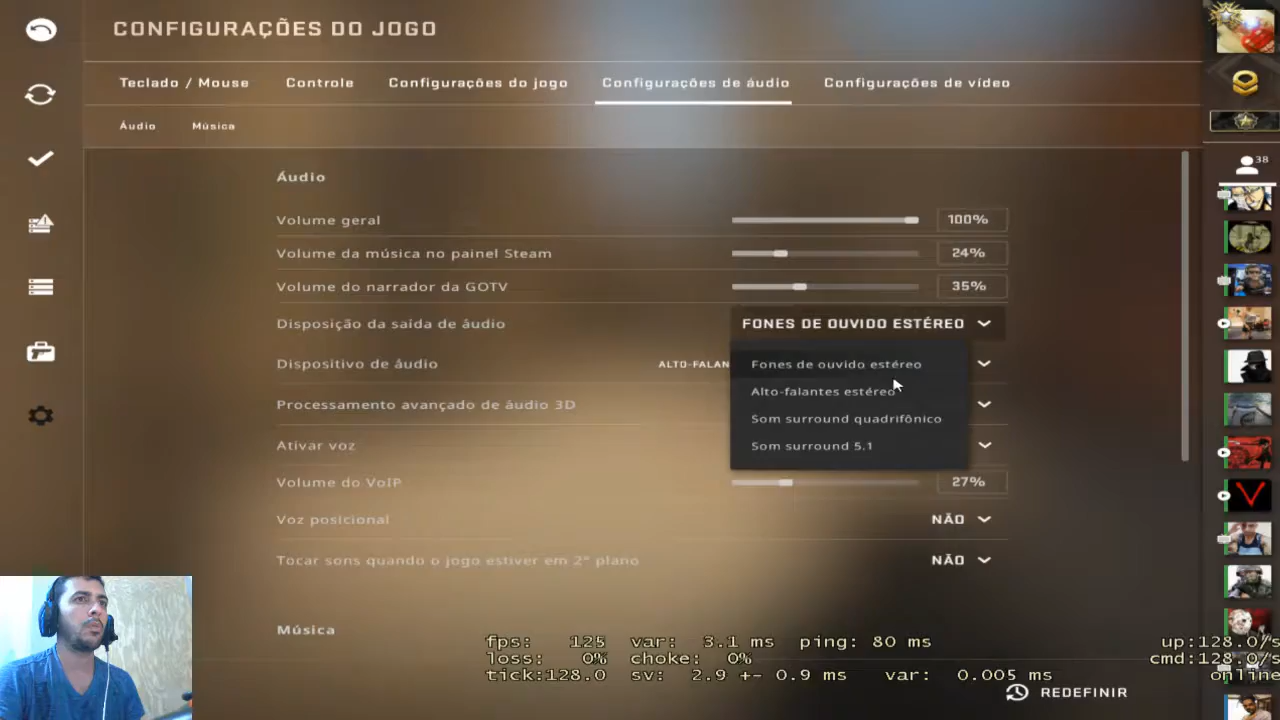 CONFIGURAÇÕES DO JOGO
Teclado / Mouse Controle Configurações do jogo Configurações de áudio Configurações de vídeo
Áudio Música
38
Áudio
Volume geral 100%
Volume da música no painel Steam 24%
Volume do narrador da GOTV 35%
Disposição da saída de áudio FONES DE OUVIDO ESTÉREO
Dispositivo de áudio ALTO-FALAN
Fones de ouvido estéreo
Alto-falantes estéreo
Processamento avançado de áudio 3D
Som surround quadrifônico
Ativar voz
Som surround 5.1
Volume do VoIP 27%
Voz posicional NÃO
Tocar sons quando o jogo estiver em 2° plano NÃO
Música
fps: 125 var: 3.1 ms ping: 80 ms up:128.0/s
loss: 0% choke: 0% cmd:128.0/s
tick:128.0 sv: 2.9 +- 0.9 ms var: 0.005 ms online
REDEFINIR